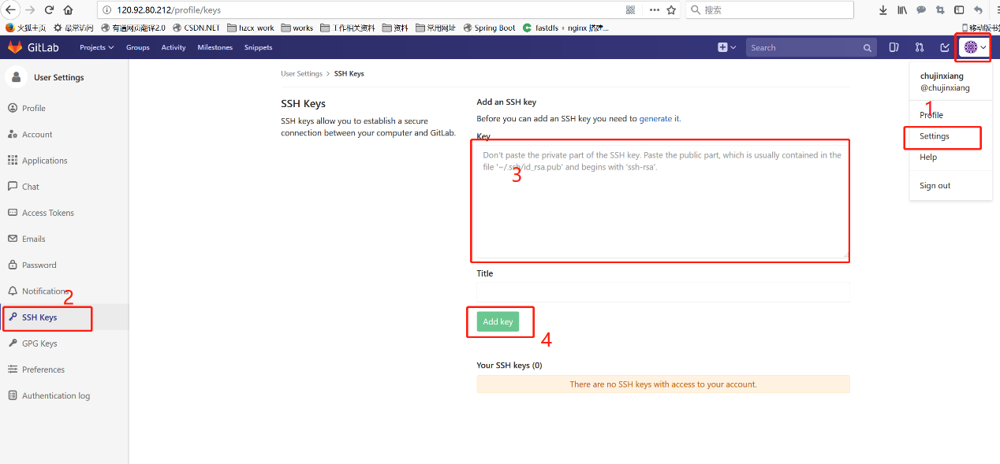 120.92.80.212/profile/keys
搜索
火狐主页 最常访问 有道网页翻译2.0 CSDN.NET hzcx_work works 工作相关资料 资料 常用网址 Spring Boot fastdfs + nginx 搭建...
GitLab Projects Groups Activity Milestones Snippets Search
User Settings
Profile
Account
Applications
Chat
Access Tokens
Emails
Password
Notifications
2
SSH Keys
GPG Keys
Preferences
Authentication log
User Settings > SSH Keys
SSH Keys
SSH keys allow you to establish a secure
connection between your computer and GitLab.
Add an SSH key
Before you can add an SSH key you need to generate it.
Key
Don't paste the private part of the SSH key. Paste the public part, which is usually contained in the
file '~/.ssh/id_rsa.pub' and begins with 'ssh-rsa'.
3
Title
Add key
4
Your SSH keys (0)
There are no SSH keys with access to your account.
chujinxiang
@chujinxiang
1
Profile
Settings
Help
Sign out